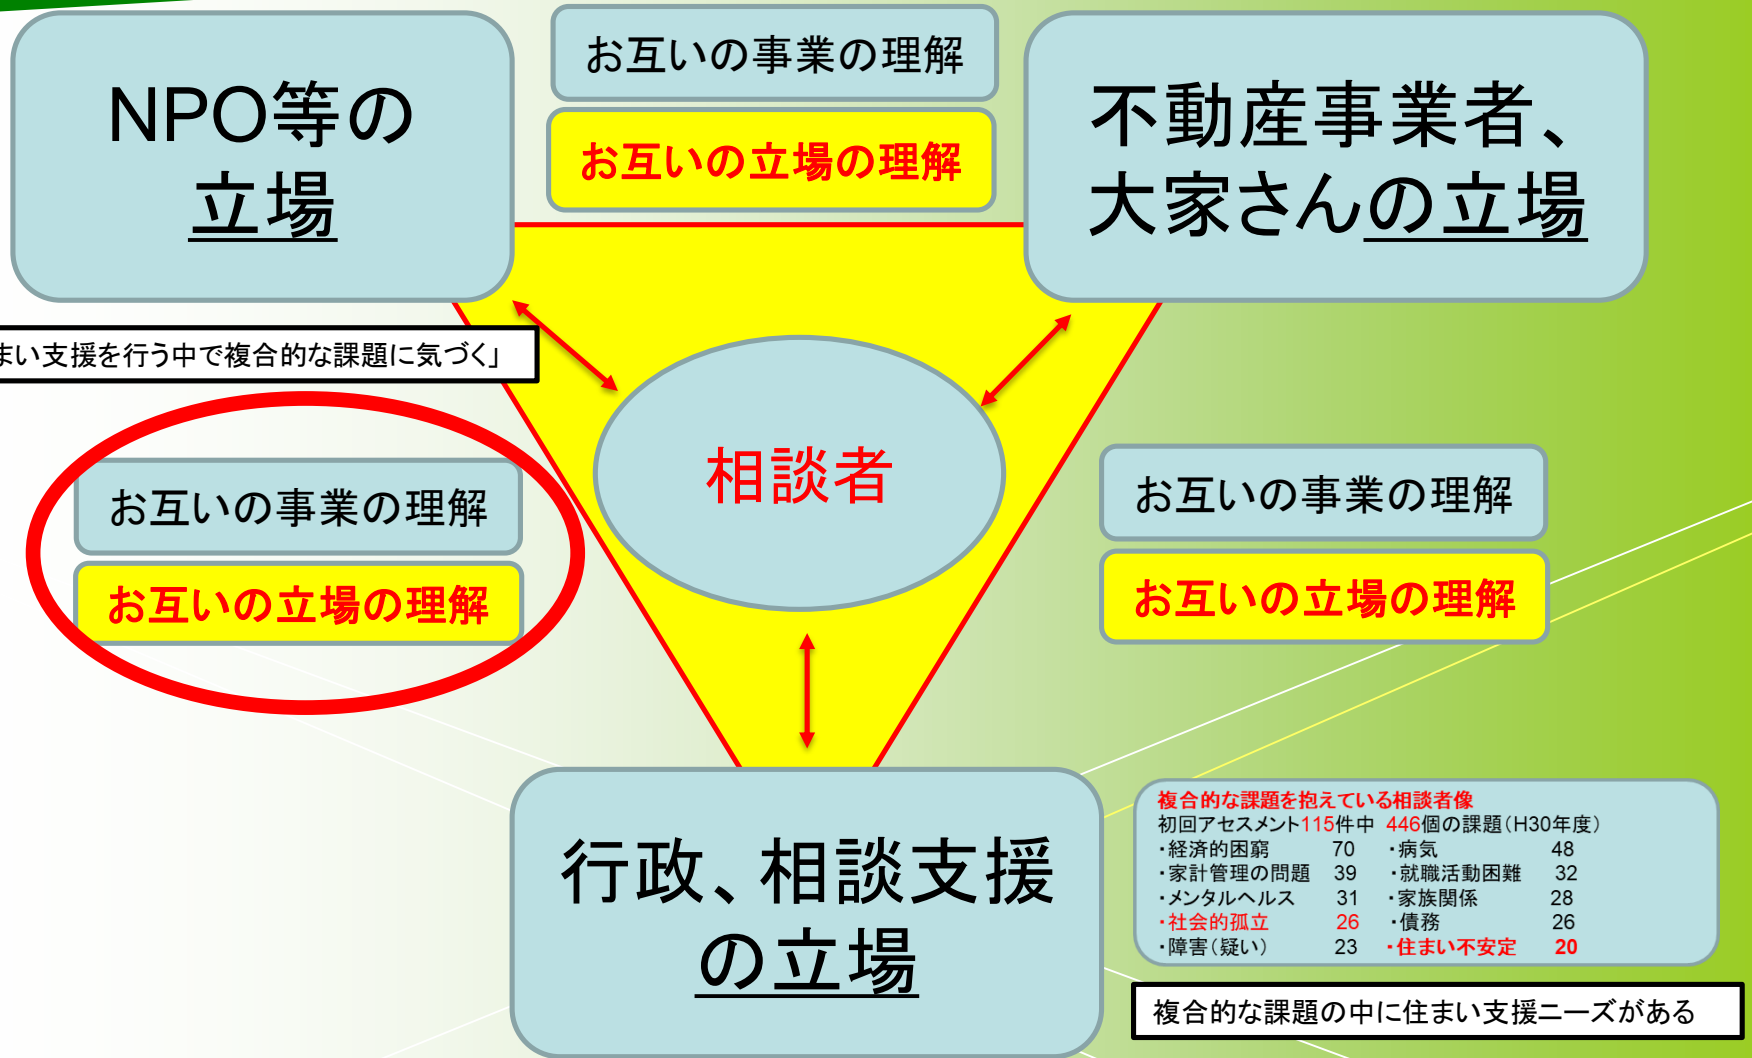 お互いの事業の理解
お互いの立場の理解
NPO等の
立場
不動産事業者、
大家さんの立場
まい支援を行う中で複合的な課題に気づく」
相談者
お互いの事業の理解
お互いの立場の理解
お互いの事業の理解
お互いの立場の理解
行政、相談支援
の立場
複合的な課題を抱えている相談者像
初回アセスメント115件中 446個の課題(H30年度)
・経済的困窮 70 ・病気 48
・家計管理の問題 39 ・就職活動困難 32
・メンタルヘルス 31 ・家族関係 28
・社会的孤立 26 ・債務 26
・障害(疑い) 23 ・住まい不安定 20
複合的な課題の中に住まい支援ニーズがある